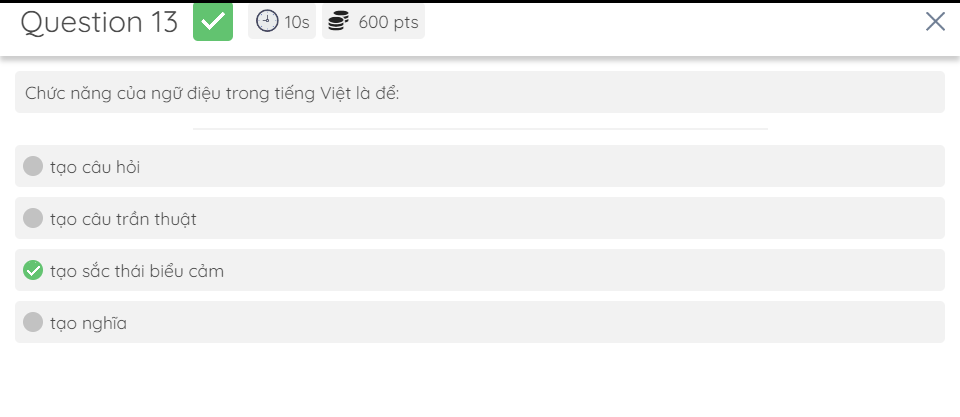 Question 13 10s 600 pts
Chức năng của ngữ điệu trong tiếng Việt là để:
tạo câu hỏi
tạo câu trần thuật
tạo sắc thái biểu cảm
tạo nghĩa